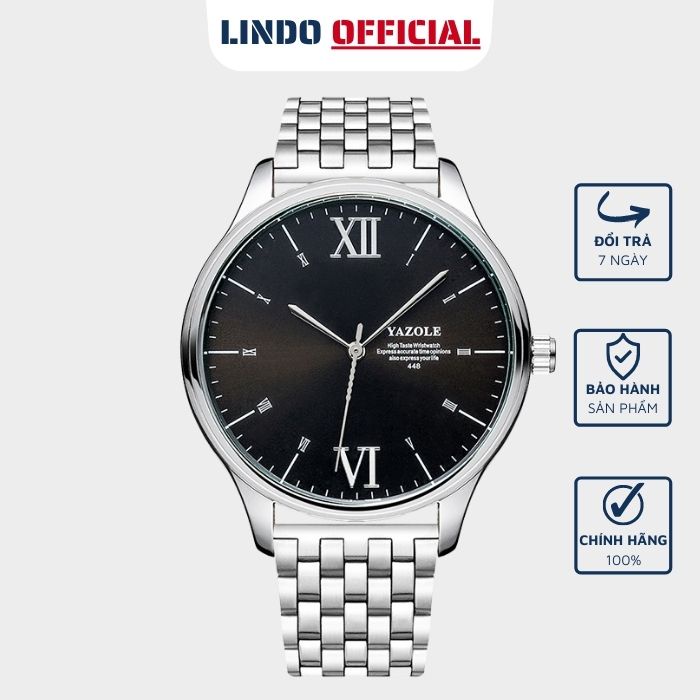 LINDO OFFICIAL
XII
YAZOLE
High Taste Wristwatch
Express accurate time opinions
also express your life
448
VI
ĐỔI TRẢ
7 NGÀY
BẢO HÀNH
SẢN PHẨM
CHÍNH HÃNG
100%